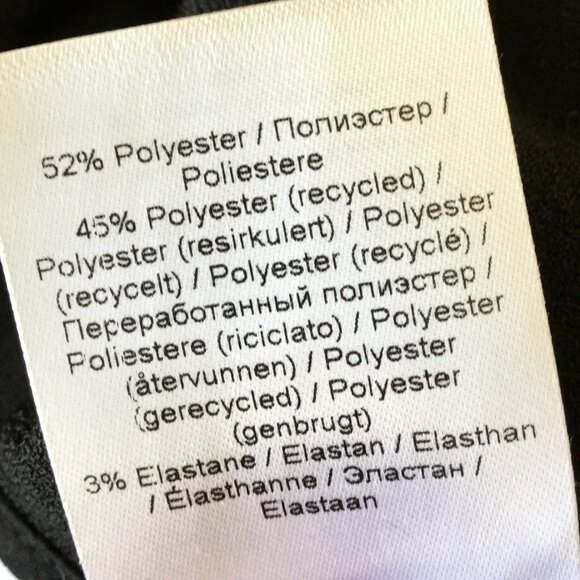 52% Polyester / Полиэстер /
Poliestere
45% Polyester (recycled) /
Polyester (resirkulert) / Polyester
(recycelt) / Polyester (recyclé) /
Переработанный полиэстер /
Poliestere (riciclato) / Polyester
(återvunnen) / Polyester
(gerecycled) / Polyester
(genbrugt)
3% Elastane / Elastan / Elasthan
/ Élasthanne / Эластан /
Elastaan